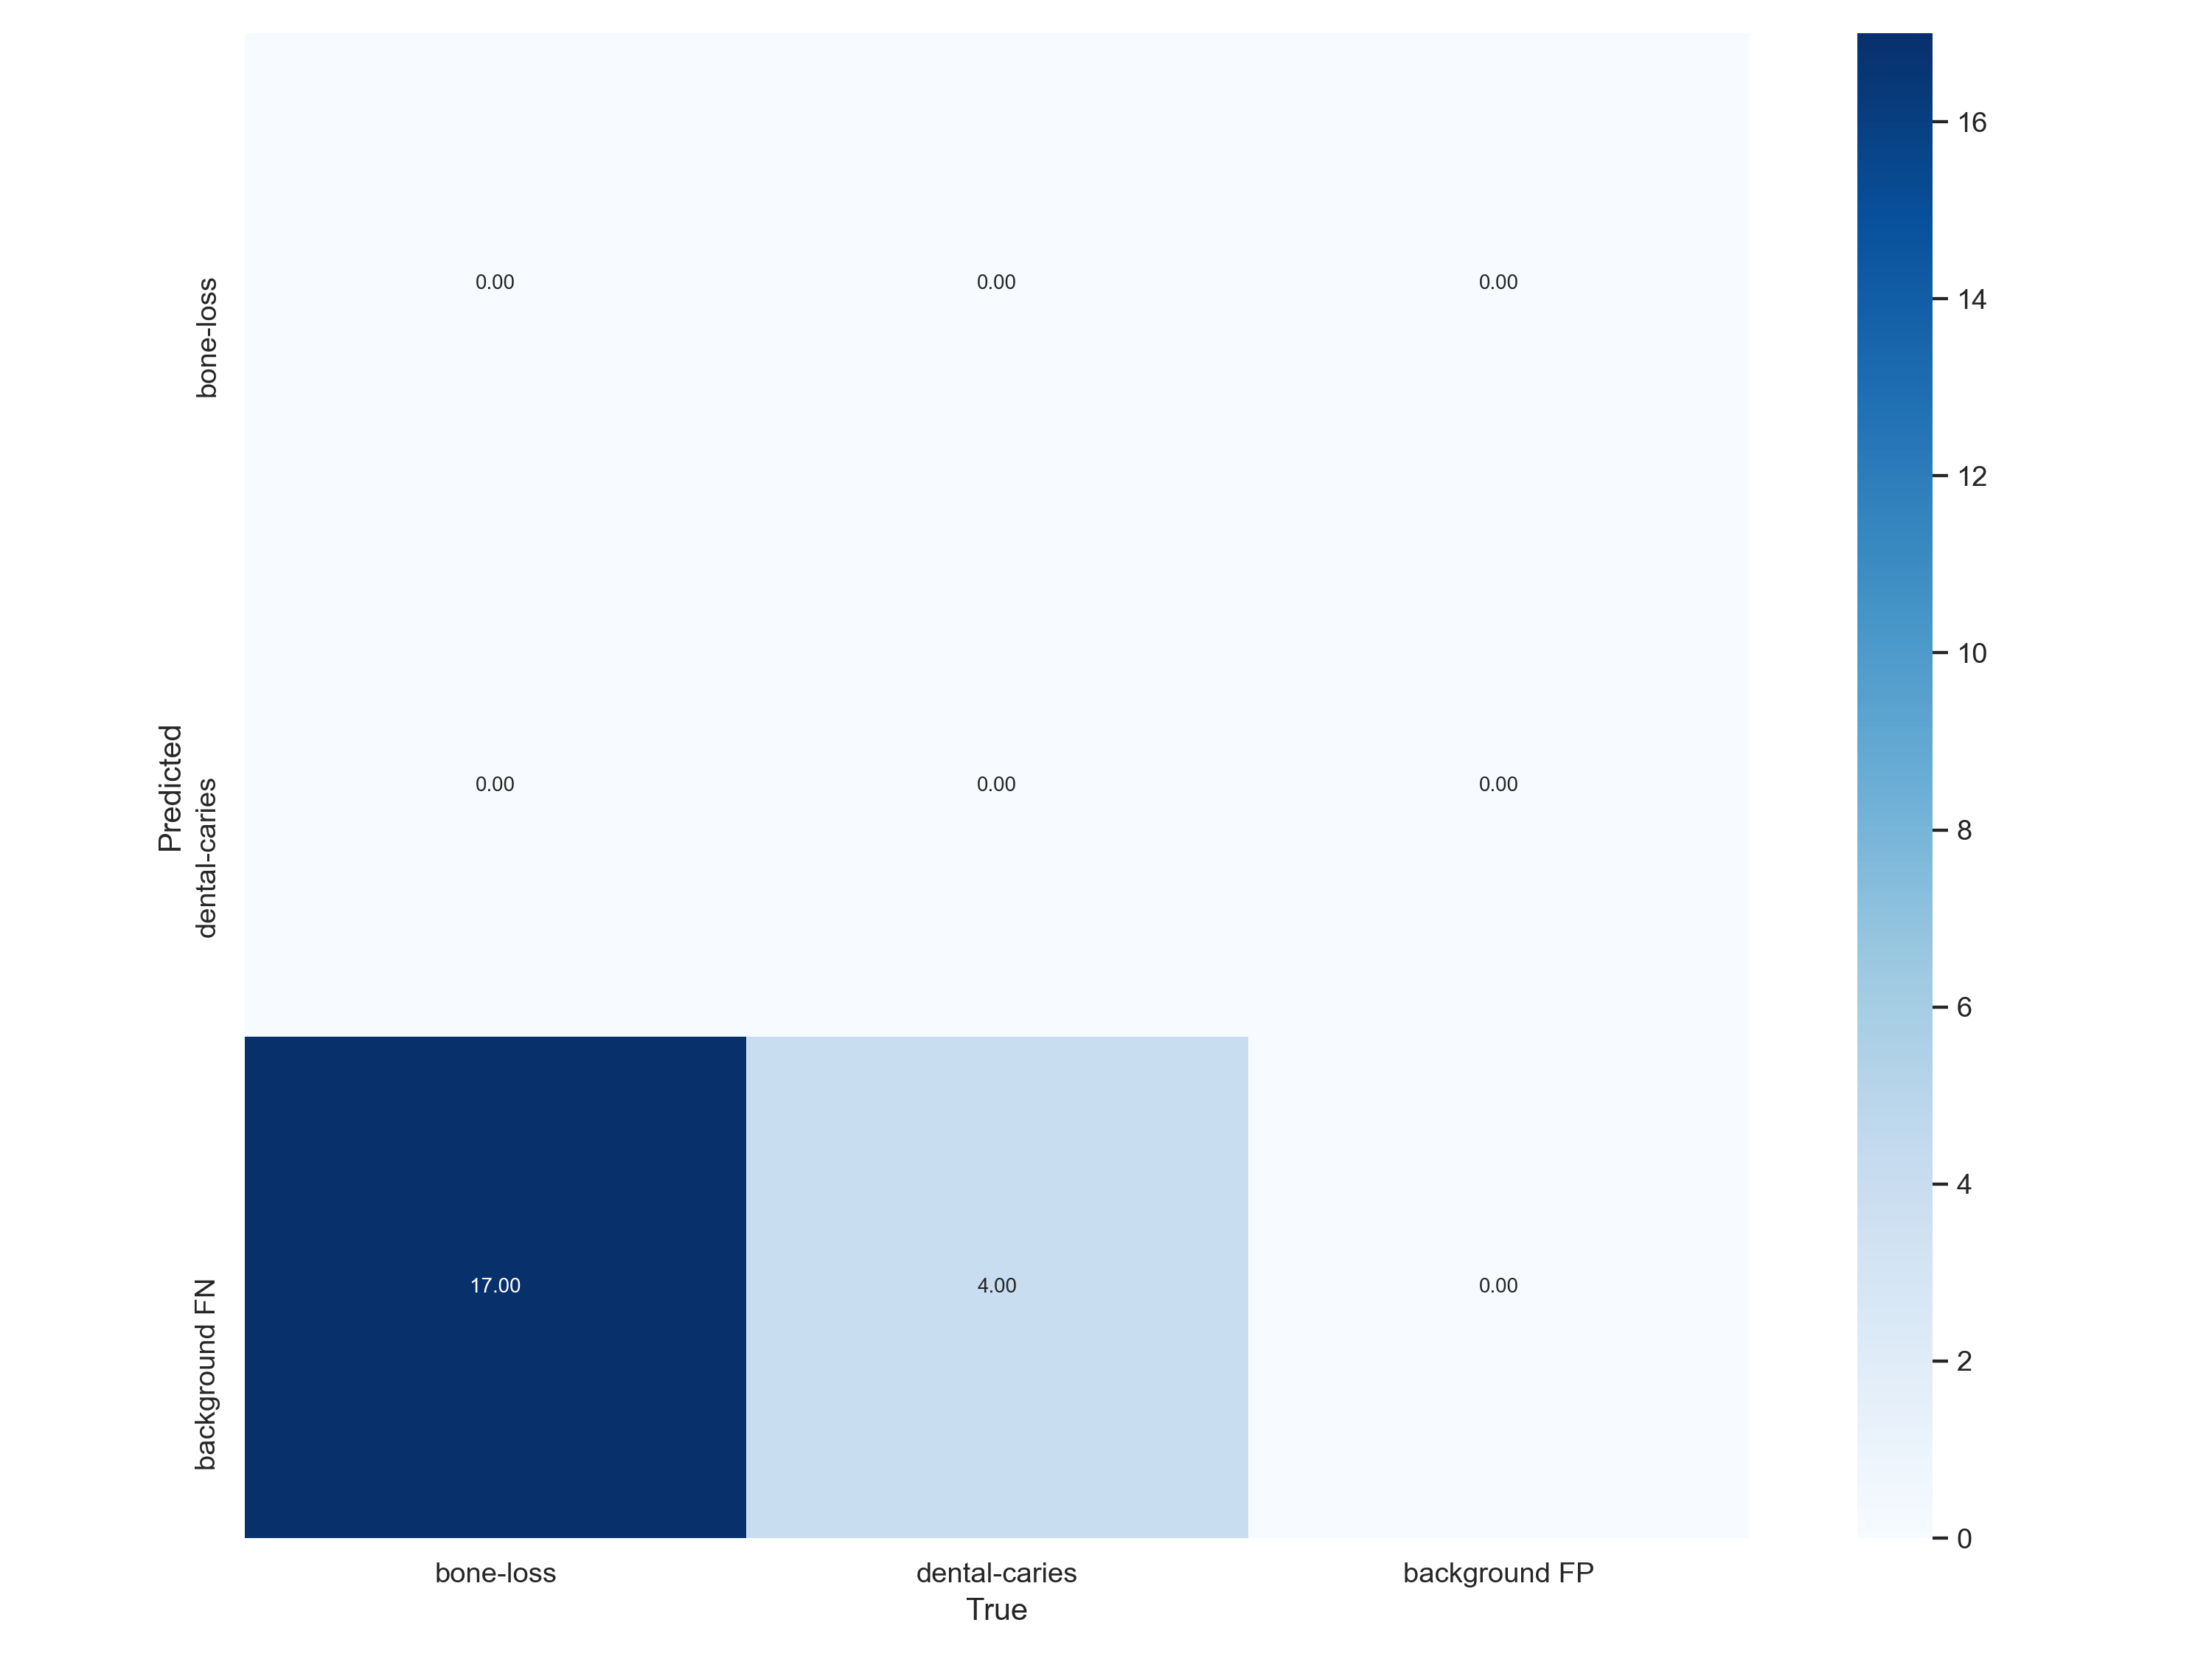 bone-loss
0.00 0.00 0.00
Predicted
dental-caries
0.00 0.00 0.00
background FN
17.00 4.00 0.00
bone-loss dental-caries background FP
True
16
14
12
10
8
6
4
2
0